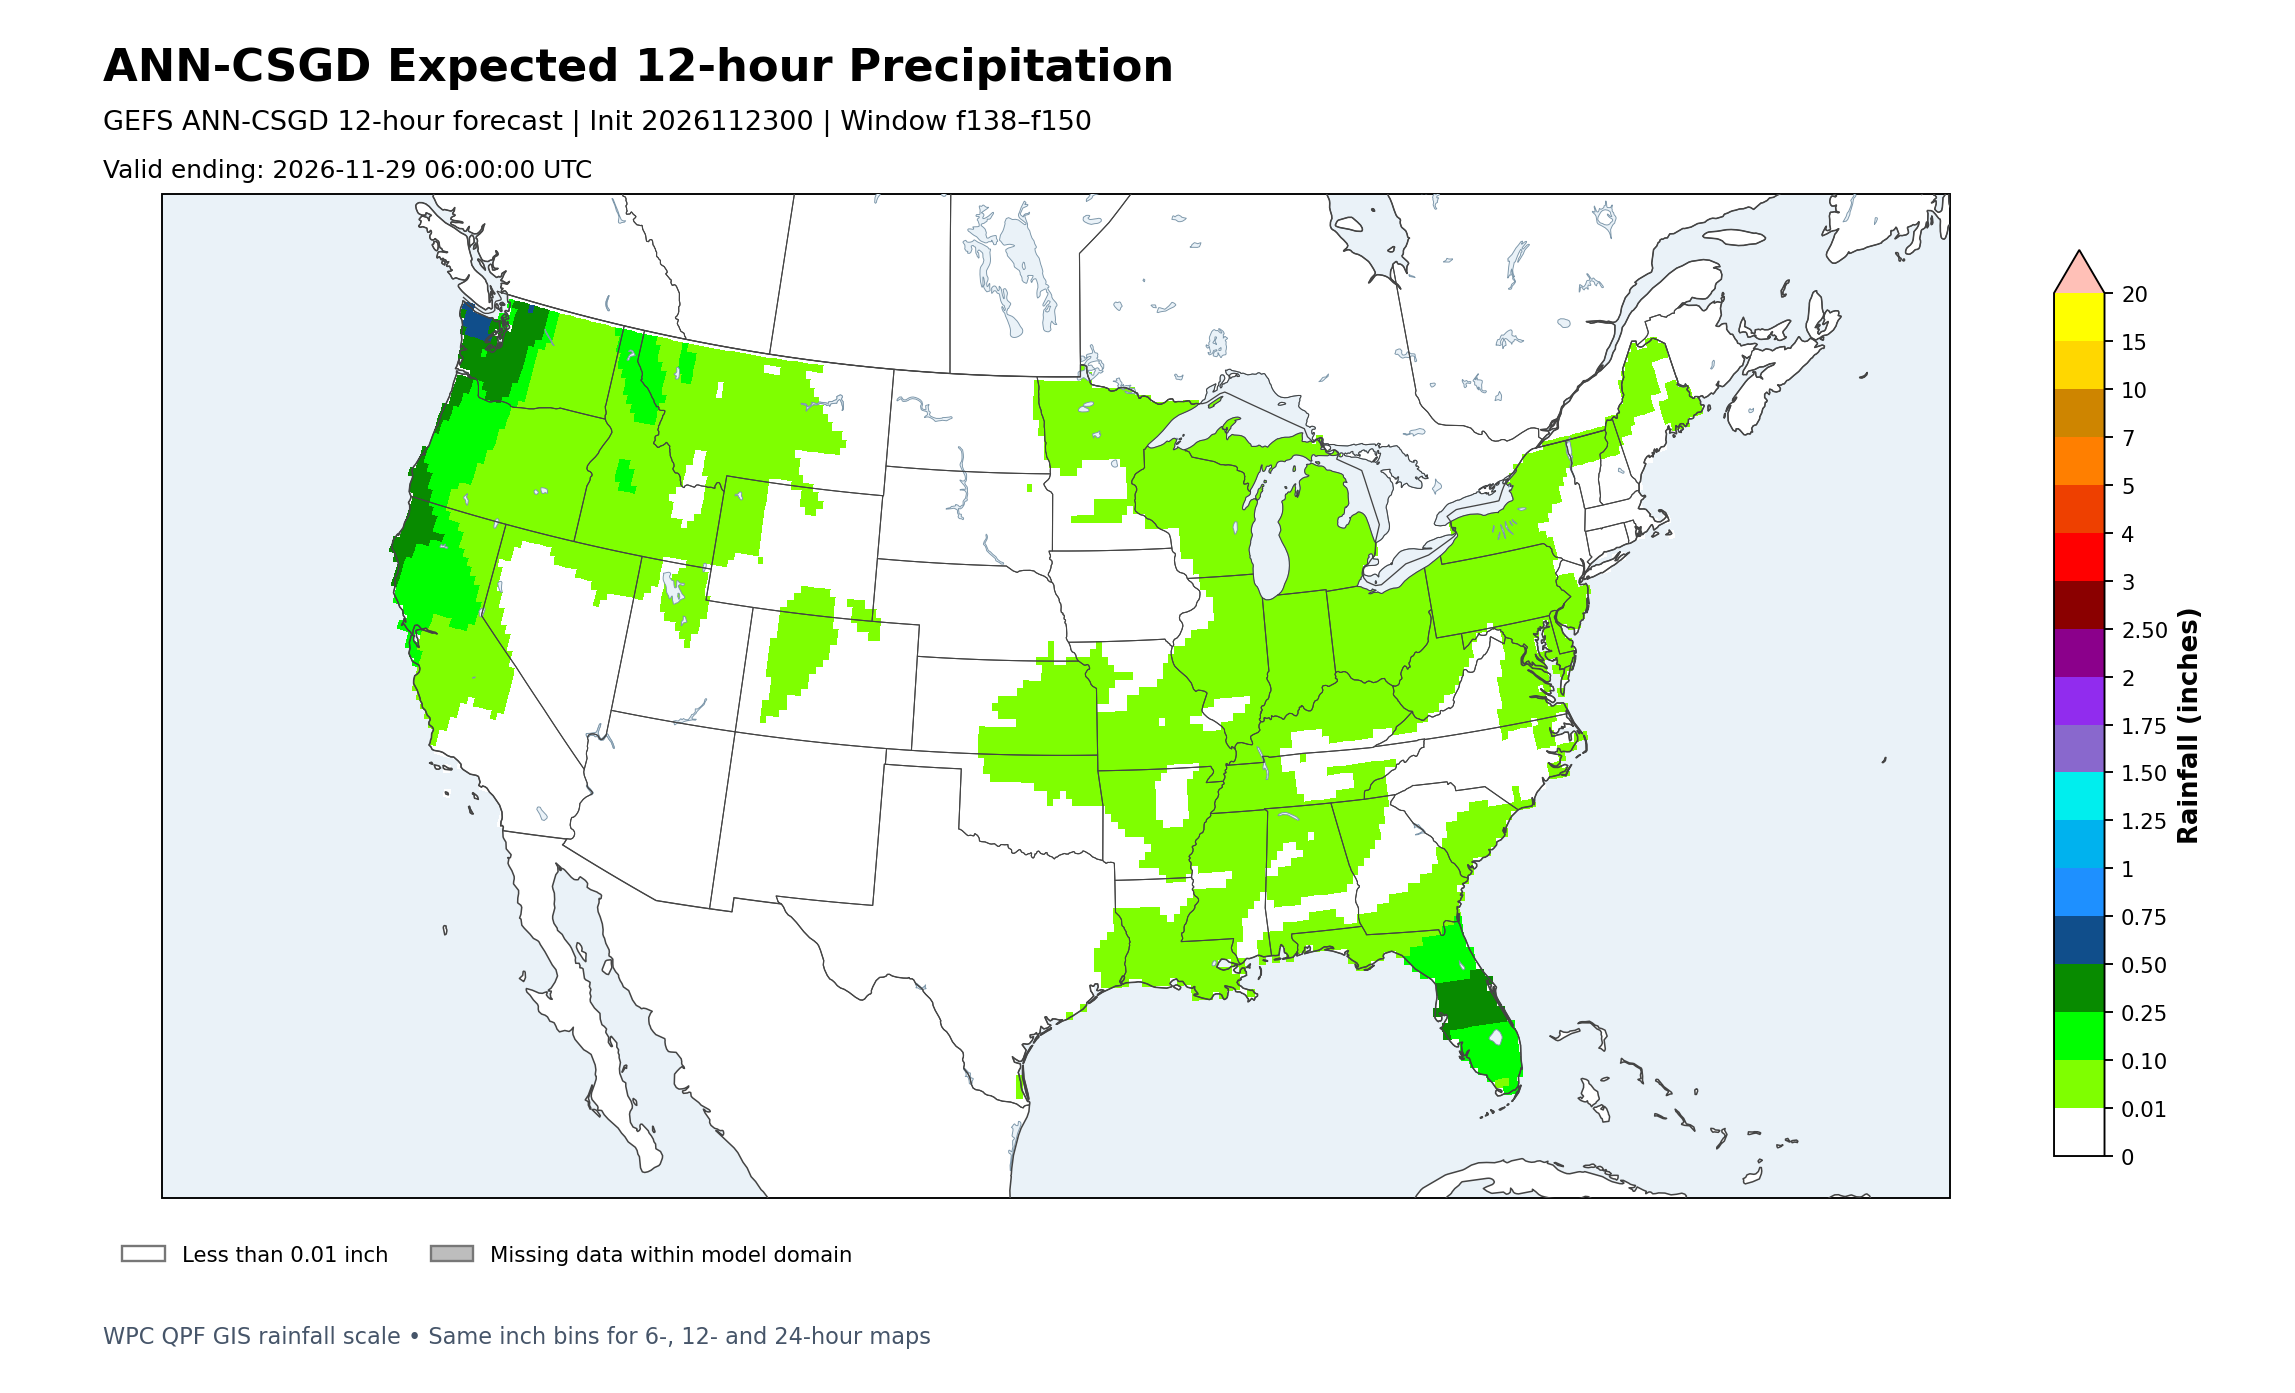 ANN-CSGD Expected 12-hour Precipitation
GEFS ANN-CSGD 12-hour forecast | Init 2026112300 | Window f138–f150
Valid ending: 2026-11-29 06:00:00 UTC
20
15
10
7
5
4
3
2.50
2
1.75
1.50
1.25
1
0.75
0.50
0.25
0.10
0.01
0
Rainfall (inches)
Less than 0.01 inch
Missing data within model domain
WPC QPF GIS rainfall scale • Same inch bins for 6-, 12- and 24-hour maps